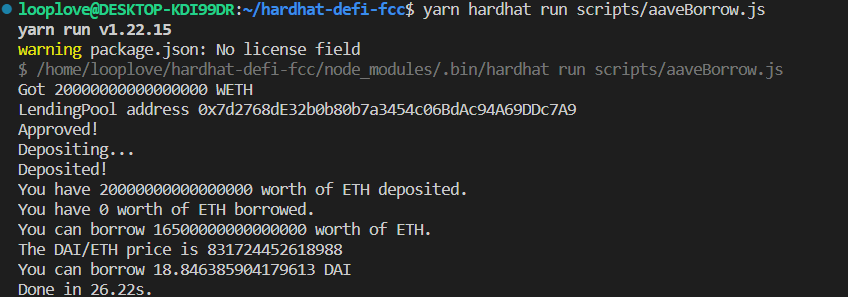 looplove@DESKTOP-KDI99DR:~/hardhat-defi-fcc$ yarn hardhat run scripts/aaveBorrow.js
yarn run v1.22.15
warning package.json: No license field
$ /home/looplove/hardhat-defi-fcc/node_modules/.bin/hardhat run scripts/aaveBorrow.js
Got 20000000000000000 WETH
LendingPool address 0x7d2768dE32b0b80b7a3454c06BdAc94A69DDc7A9
Approved!
Depositing...
Deposited!
You have 20000000000000000 worth of ETH deposited.
You have 0 worth of ETH borrowed.
You can borrow 16500000000000000 worth of ETH.
The DAI/ETH price is 831724452618988
You can borrow 18.846385904179613 DAI
Done in 26.22s.